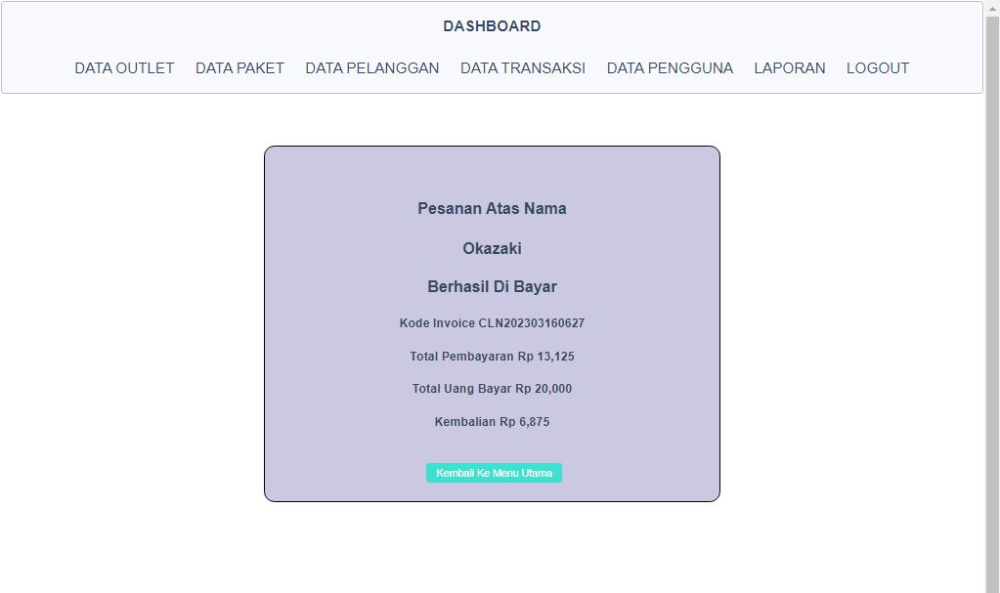 DASHBOARD
DATA OUTLET DATA PAKET DATA PELANGGAN DATA TRANSAKSI DATA PENGGUNA LAPORAN LOGOUT
Pesanan Atas Nama
Okazaki
Berhasil Di Bayar
Kode Invoice CLN202303160627
Total Pembayaran Rp 13,125
Total Uang Bayar Rp 20,000
Kembalian Rp 6,875
Kembali Ke Menu Utama